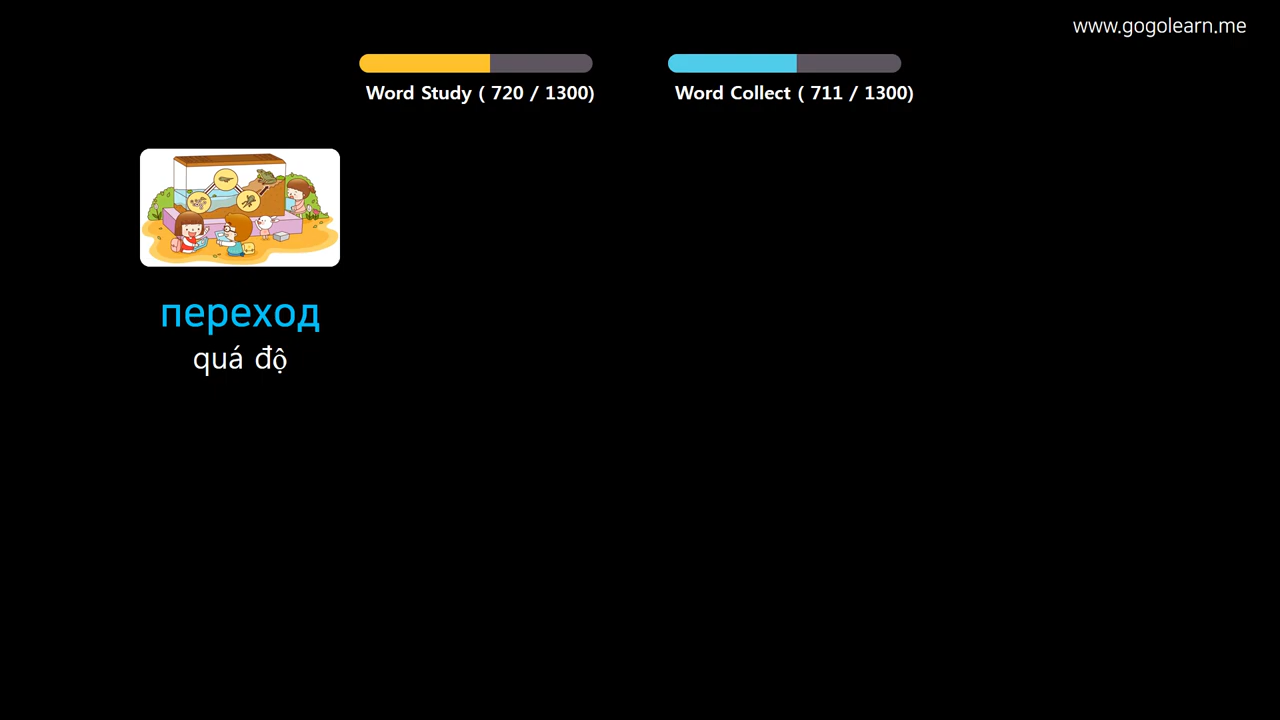 www.gogolearn.me
Word Study ( 720 / 1300)
Word Collect ( 711 / 1300)
переход
quá độ